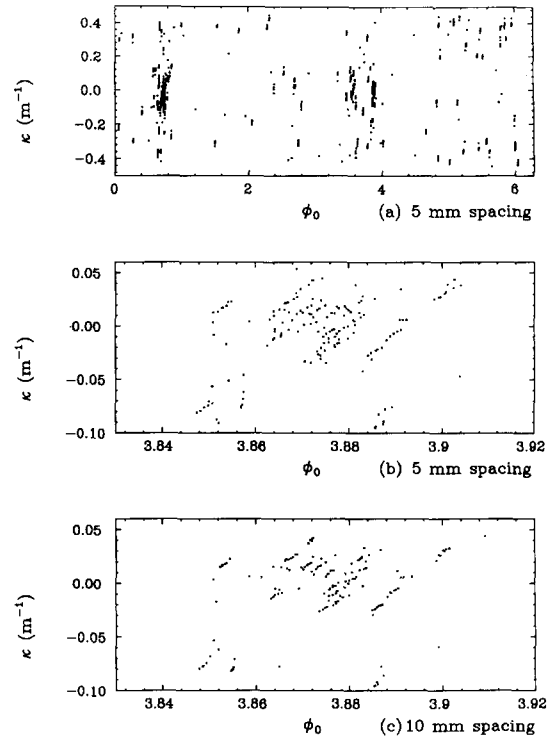 0.4
0.2
0.0
−0.2
−0.4
κ (m⁻¹)
0 2 4 6
ϕ₀ (a) 5 mm spacing
0.05
0.00
−0.05
−0.10
κ (m⁻¹)
3.84 3.86 3.88 3.9 3.92
ϕ₀ (b) 5 mm spacing
0.05
0.00
−0.05
−0.10
κ (m⁻¹)
3.84 3.86 3.88 3.9 3.92
ϕ₀ (c) 10 mm spacing